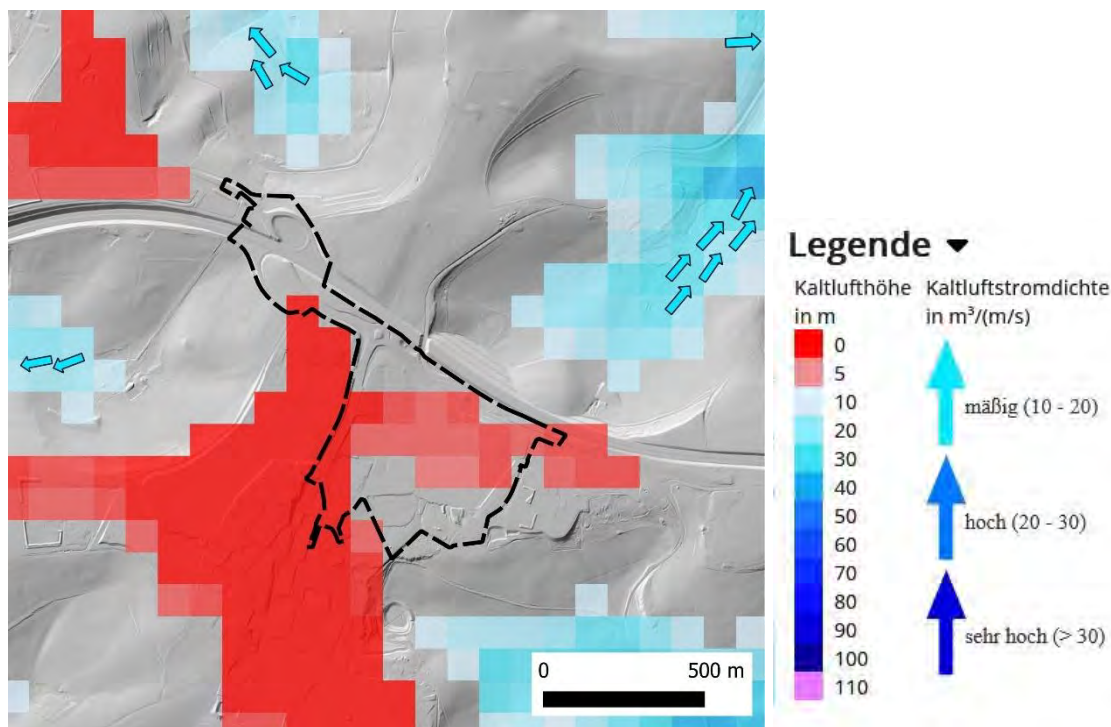 0 500 m
Legende
Kaltlufthöhe
in m
0
5
10
20
30
40
50
60
70
80
90
100
110
Kaltluftstromdichte
in m³/(m/s)
mäßig (10 - 20)
hoch (20 - 30)
sehr hoch (> 30)